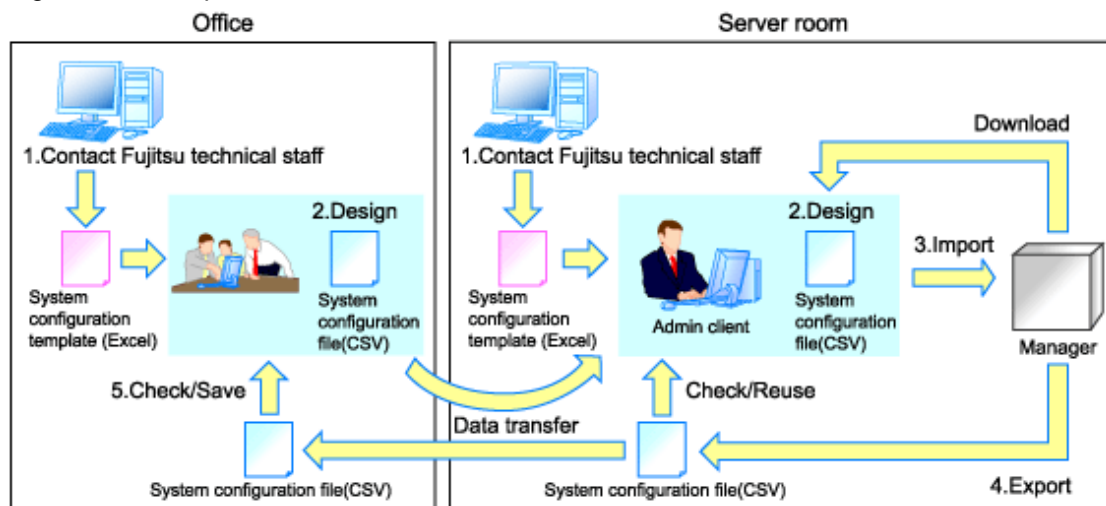 Office
Server room
1.Contact Fujitsu technical staff
2.Design
System
configuration
template (Excel)
System
configuration
file(CSV)
5.Check/Save
System configuration file(CSV)
Data transfer
1.Contact Fujitsu technical staff
Download
2.Design
3.Import
System
configuration
template (Excel)
Admin client
System
configuration
file(CSV)
Manager
Check/Reuse
System configuration file(CSV)
4.Export